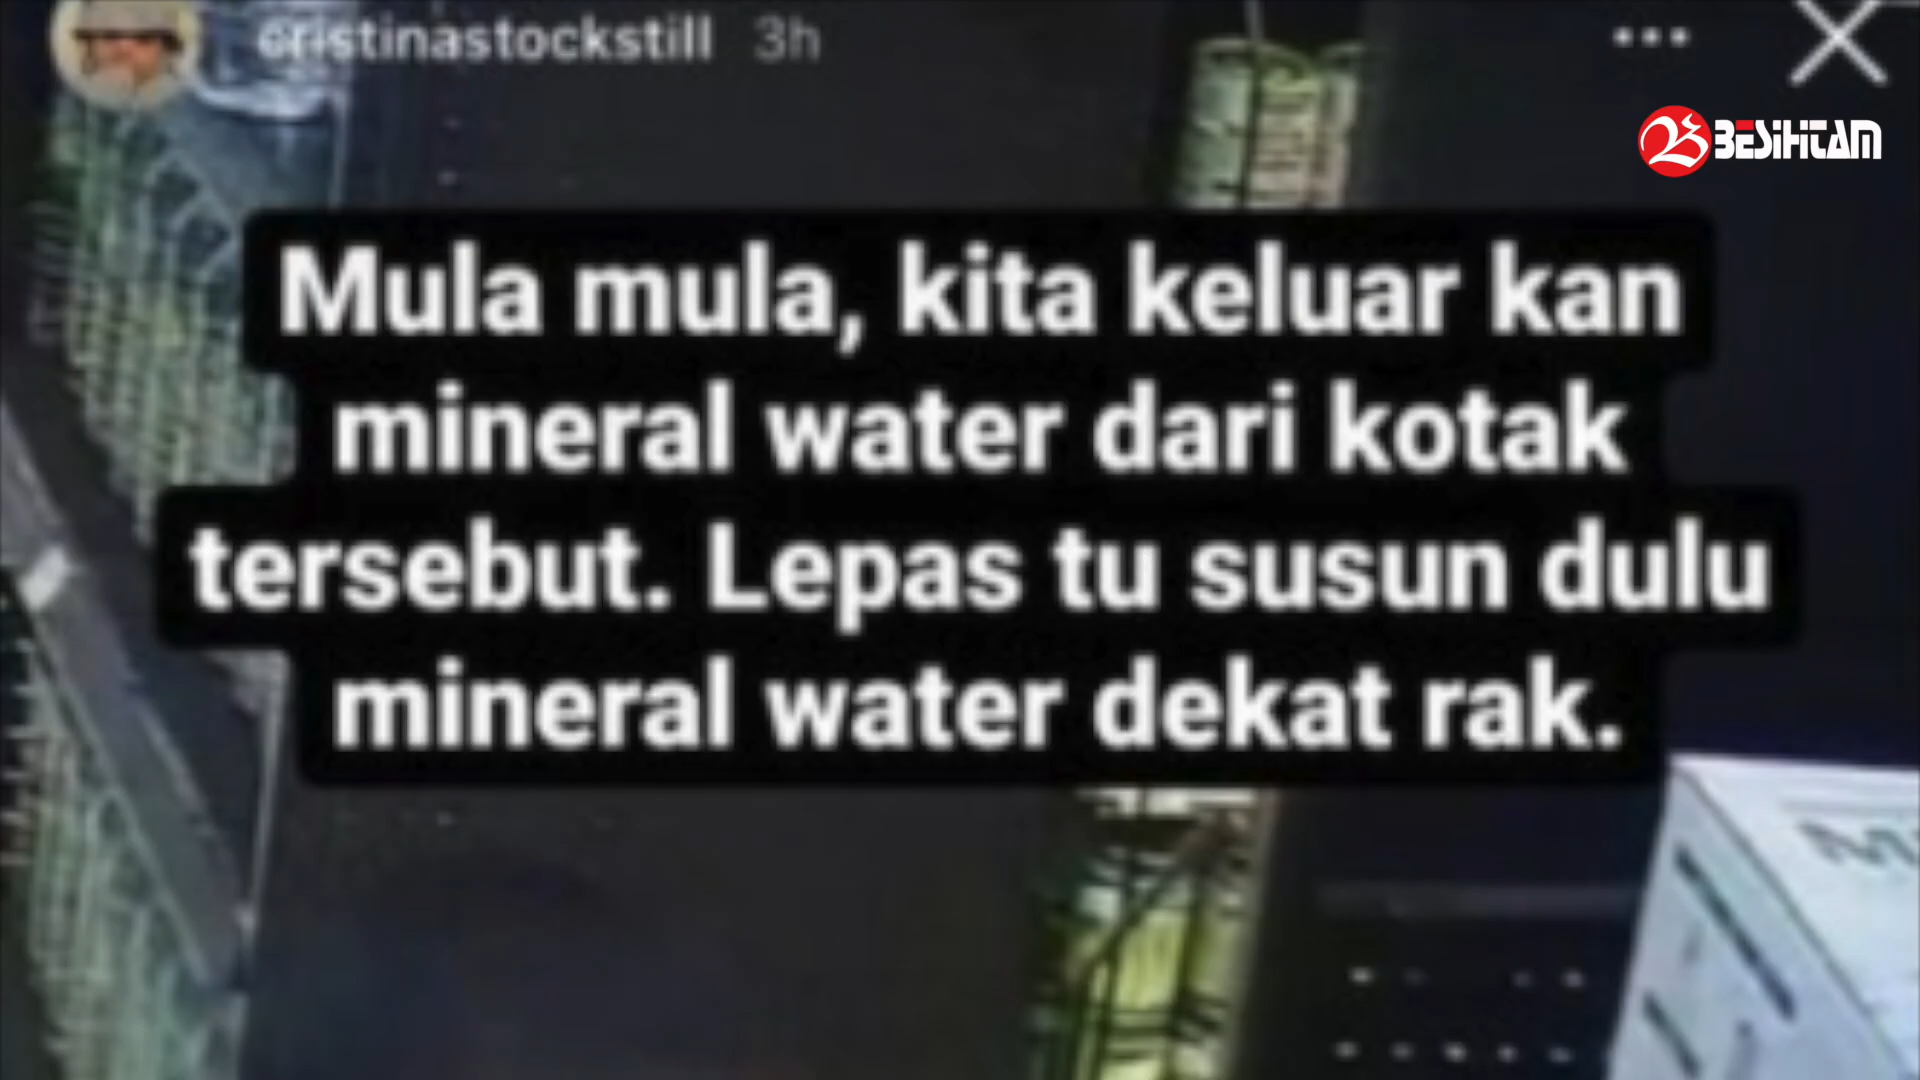 cristinastockstill 3h
BESIHITAM
Mula mula, kita keluar kan
mineral water dari kotak
tersebut. Lepas tu susun dulu
mineral water dekat rak.